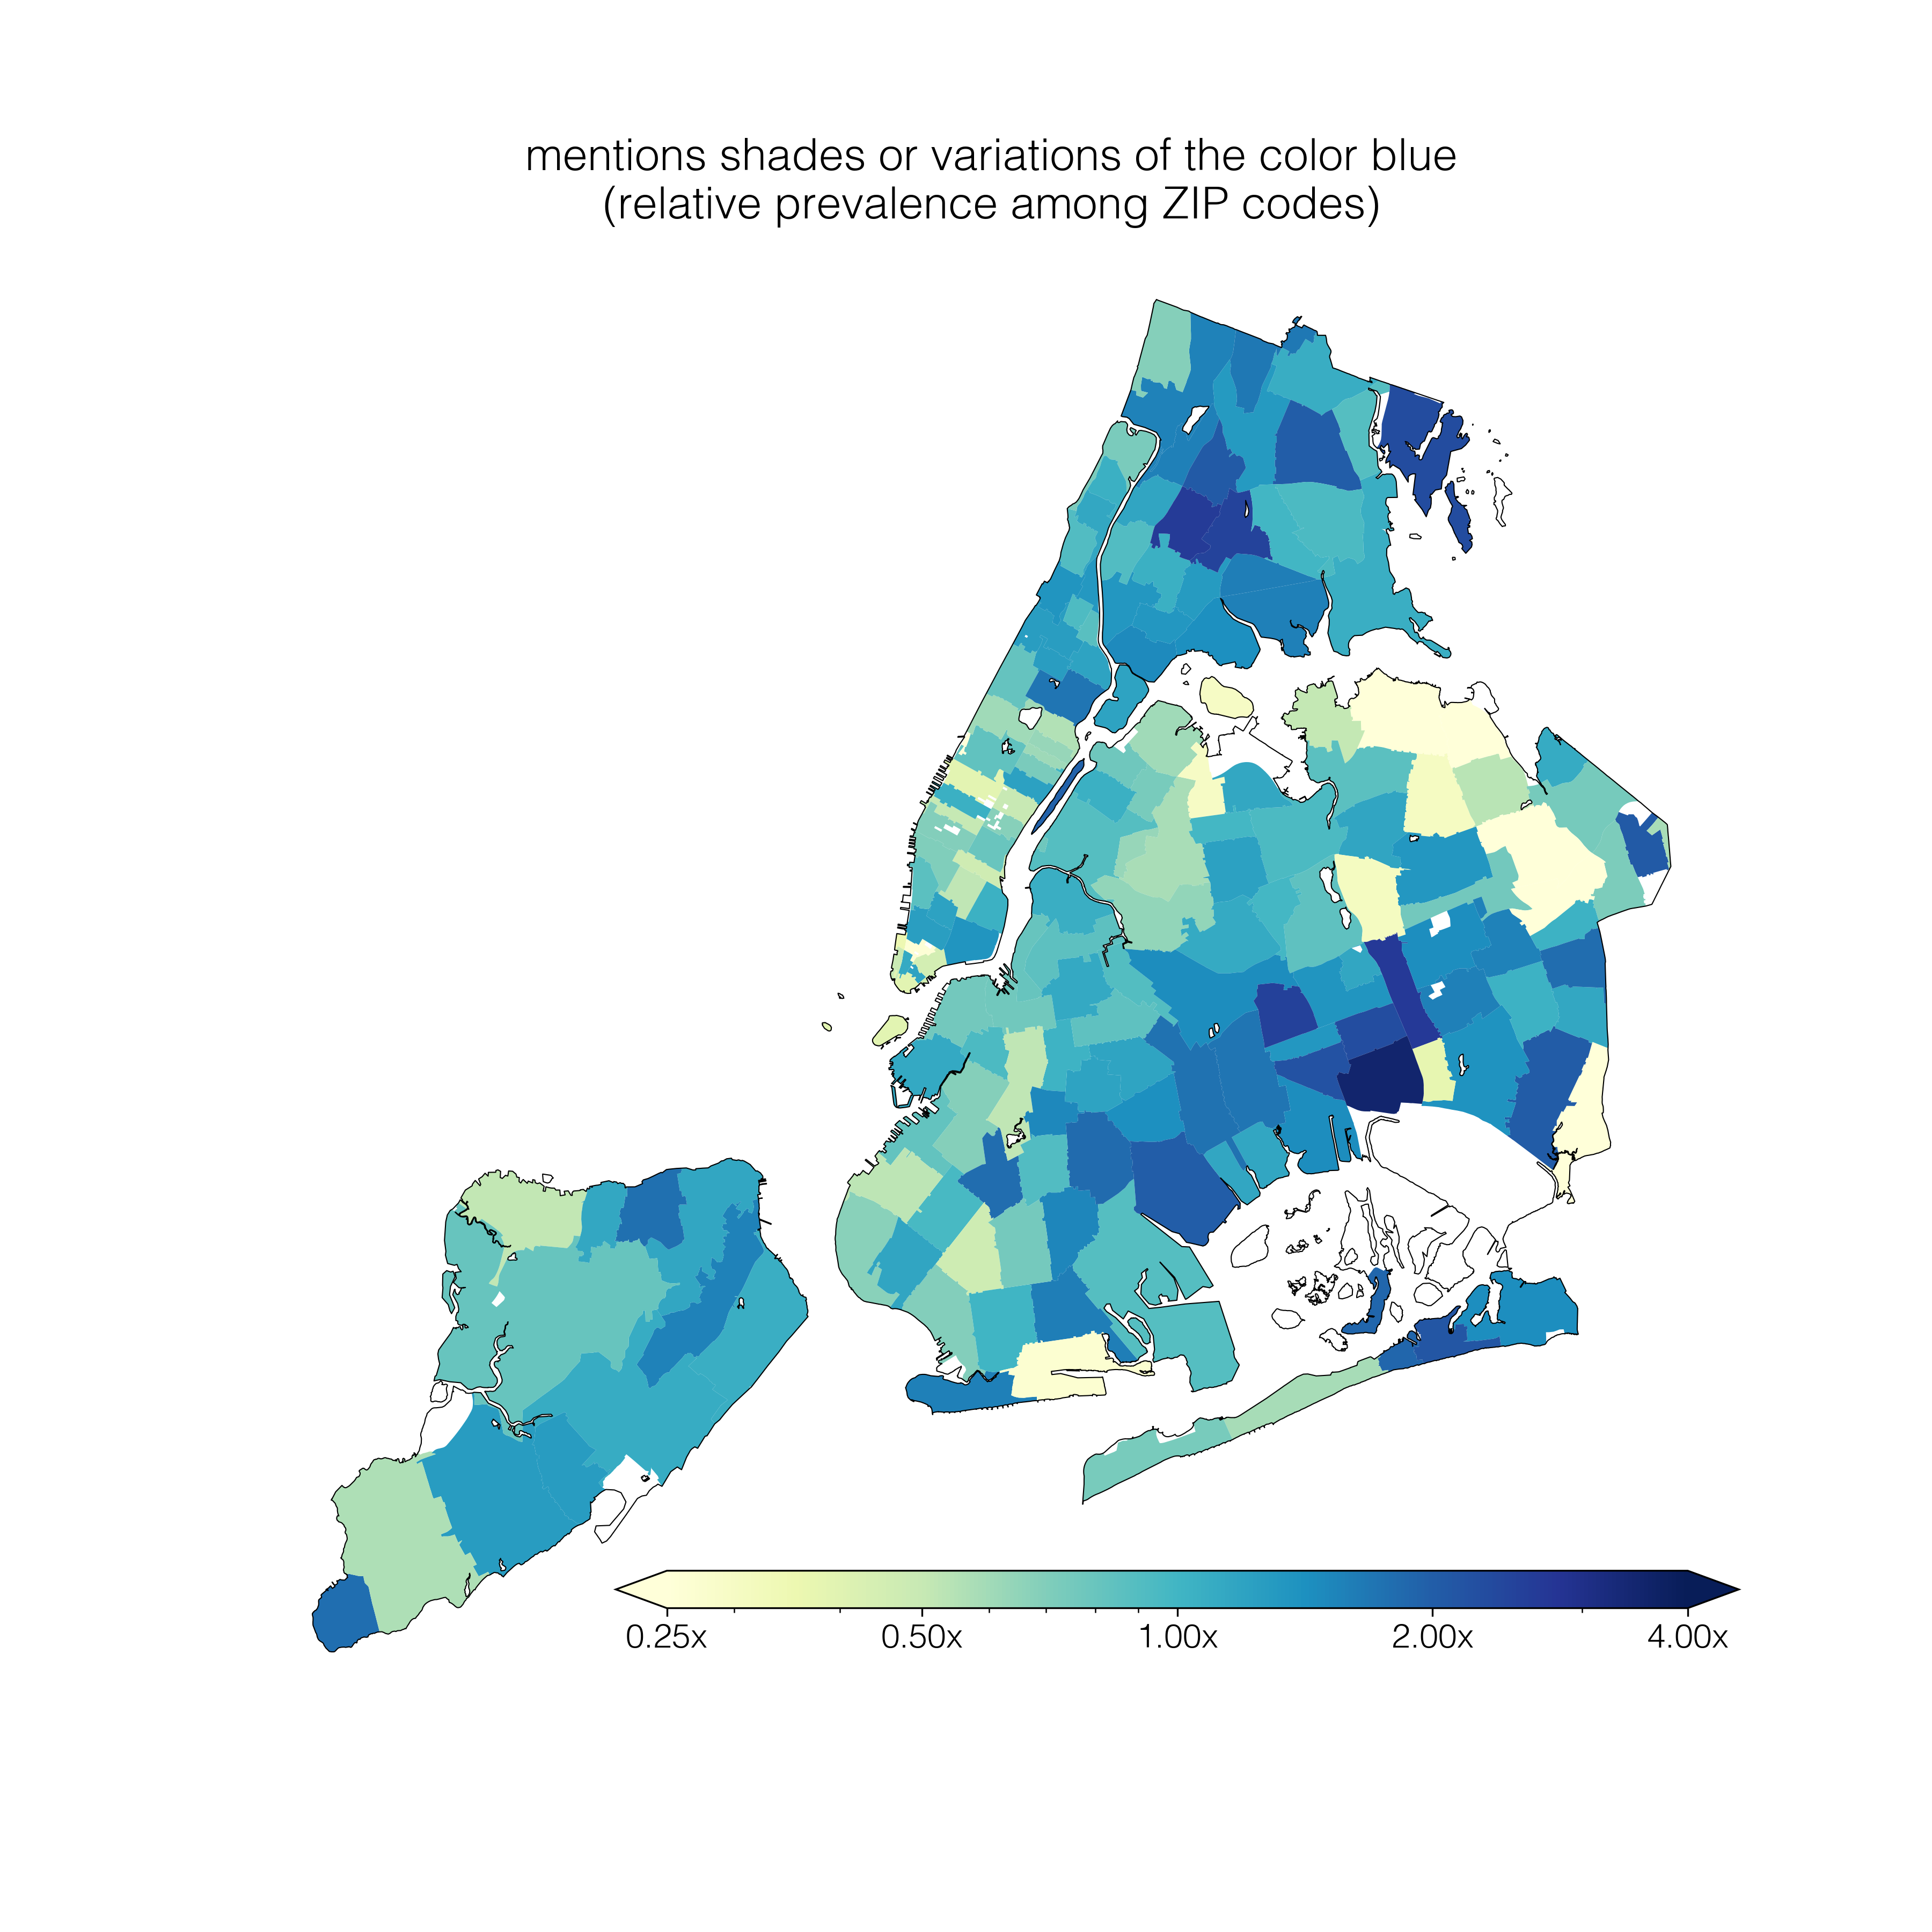 mentions shades or variations of the color blue
(relative prevalence among ZIP codes)
0.25x 0.50x 1.00x 2.00x 4.00x